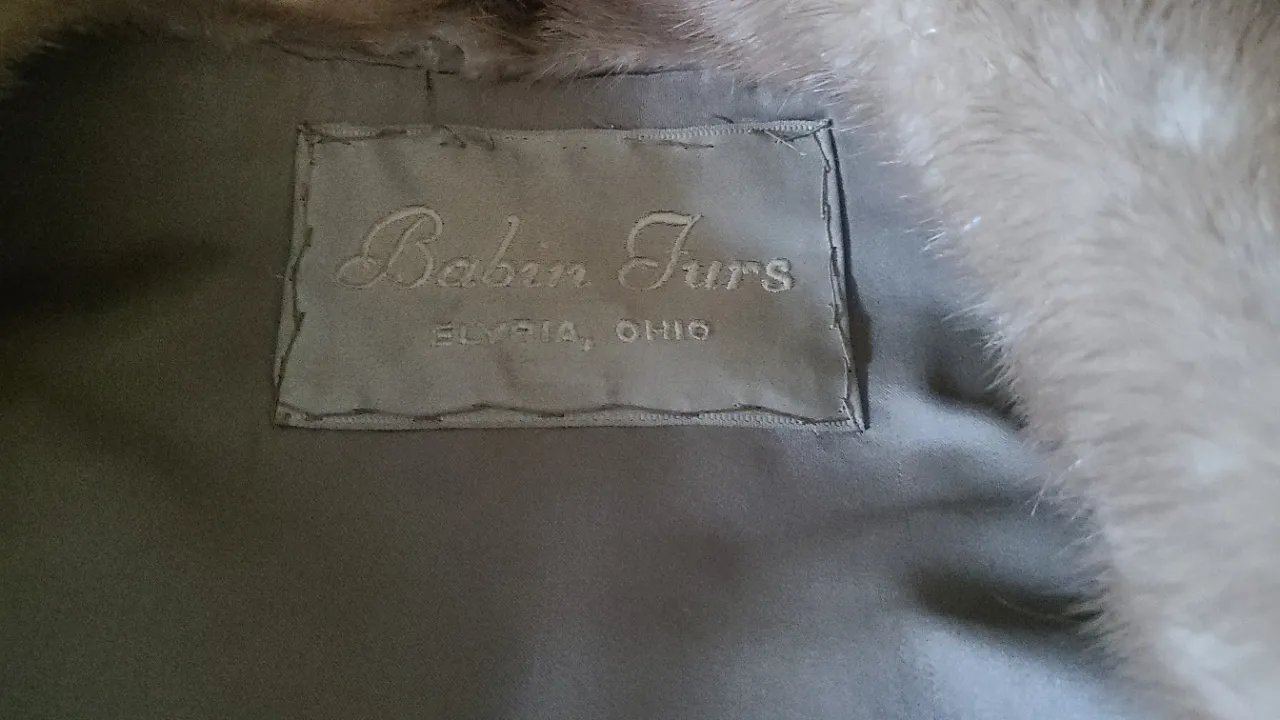 Babin Furs
ELYRIA, OHIO